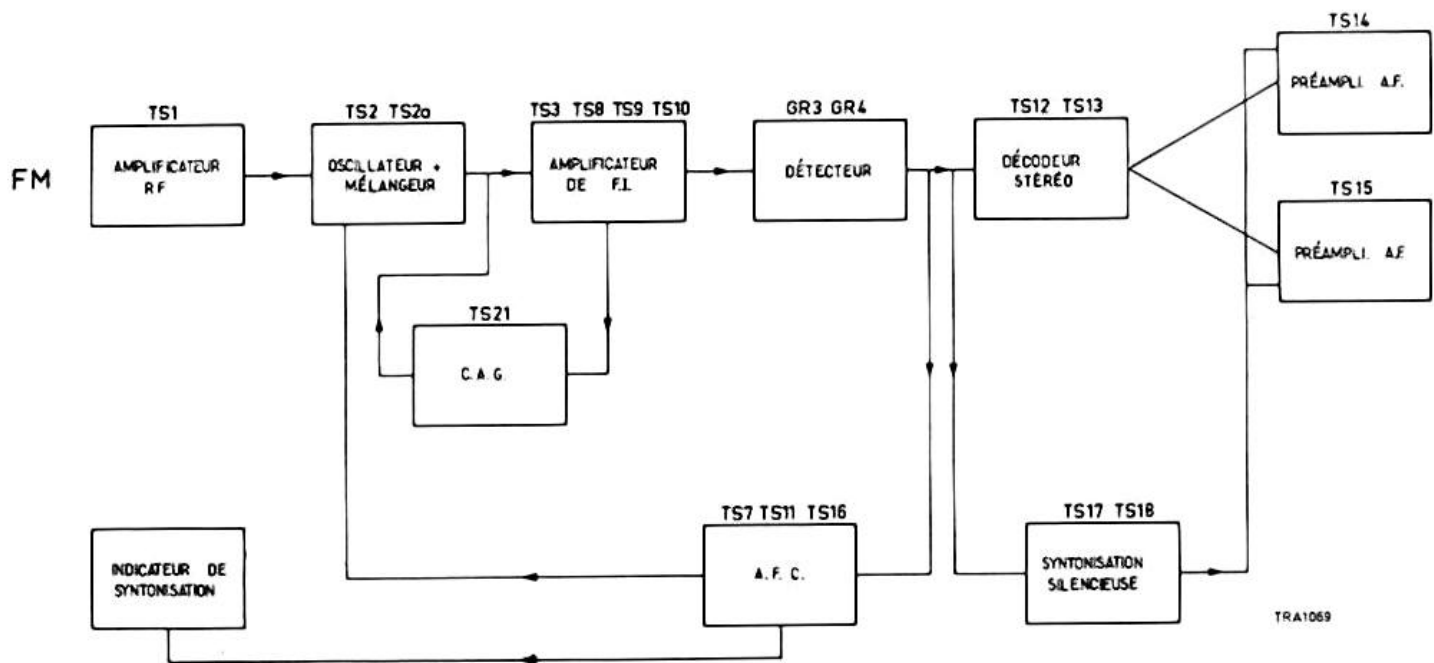 TS14
PRÉAMPLI. A.F.
TS1
TS2 TS2a
TS3 TS8 TS9 TS10
GR3 GR4
TS12 TS13
FM
AMPLIFICATEUR
R F
OSCILLATEUR +
MÉLANGEUR
AMPLIFICATEUR
DE F.I.
DÉTECTEUR
DÉCODEUR
STÉRÉO
TS15
PRÉAMPLI. A.F.
TS21
C.A.G.
TS7 TS11 TS16
TS17 TS18
INDICATEUR DE
SYNTONISATION
A. F. C.
SYNTONISATION
SILENCIEUSE
TRA1069